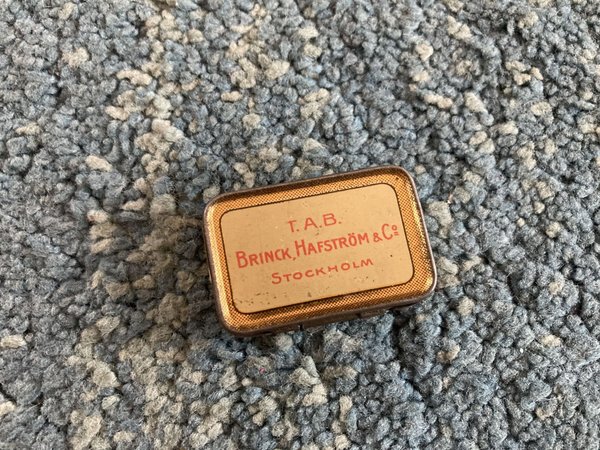 T.A.B.
BRINCK, HAFSTRÖM & Co
STOCKHOLM